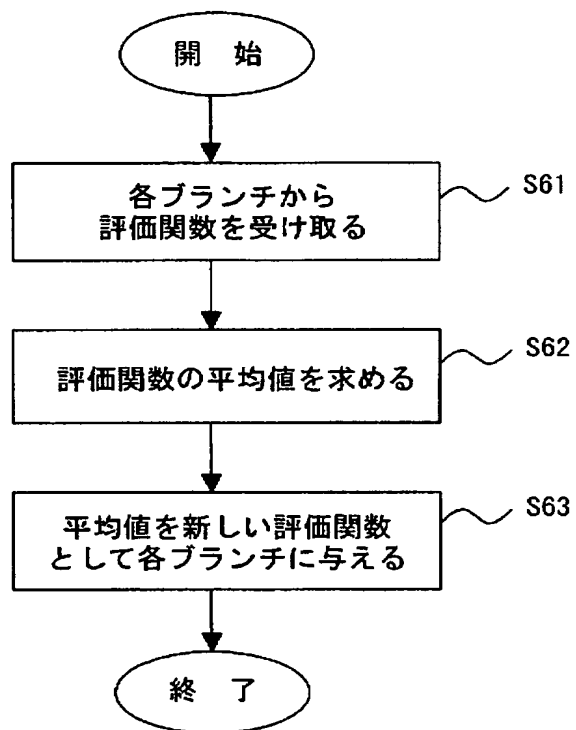 開 始
各ブランチから
評価関数を受け取る
S61
評価関数の平均値を求める
S62
平均値を新しい評価関数
として各ブランチに与える
S63
終 了